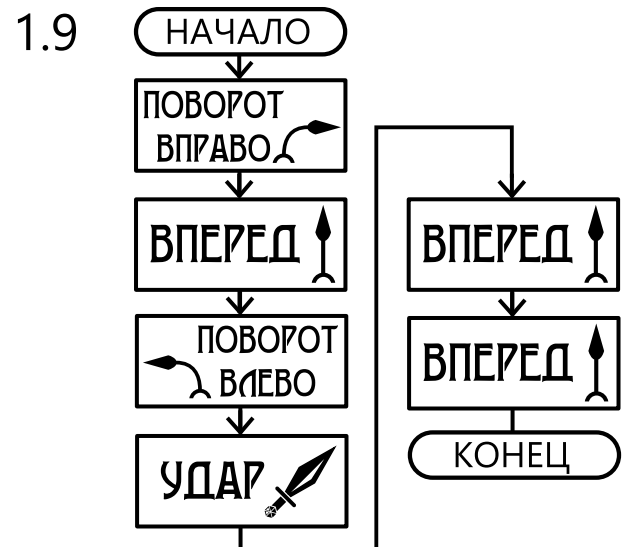 1.9
НАЧАЛО
ПОВОРОТ
ВПРАВО
ВПЕРЕД
ПОВОРОТ
ВЛЕВО
УДАР
ВПЕРЕД
ВПЕРЕД
КОНЕЦ